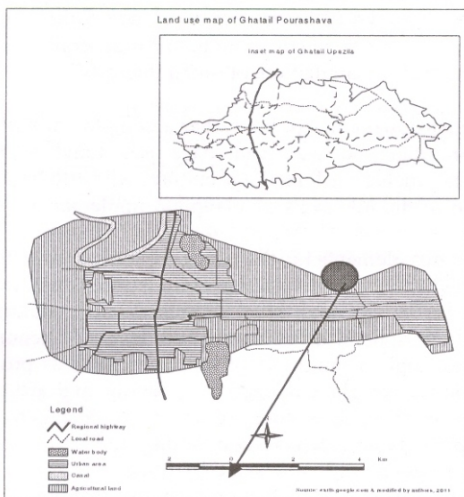 Land use map of Ghatail Pourashava
Inset map of Ghatail Upazila
Legend
Regional highway
Local road
Water body
Urban area
Canal
Agricultural land
2 0 2 4 Km
Source: earth.google.com & modified by authors, 2011